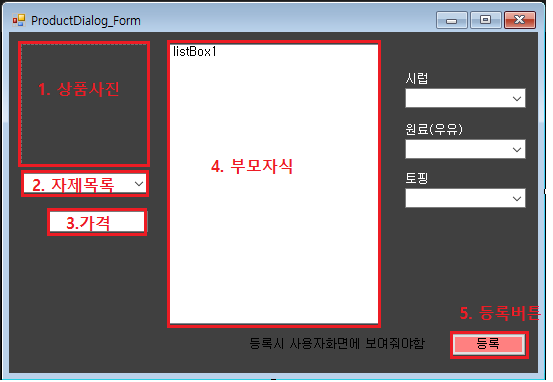 ProductDialog_Form
1. 상품사진
2. 자제목록
3.가격
listBox1
4. 부모자식
시럽
원료(우유)
토핑
5. 등록버튼
등록시 사용자화면에 보여줘야함
등록